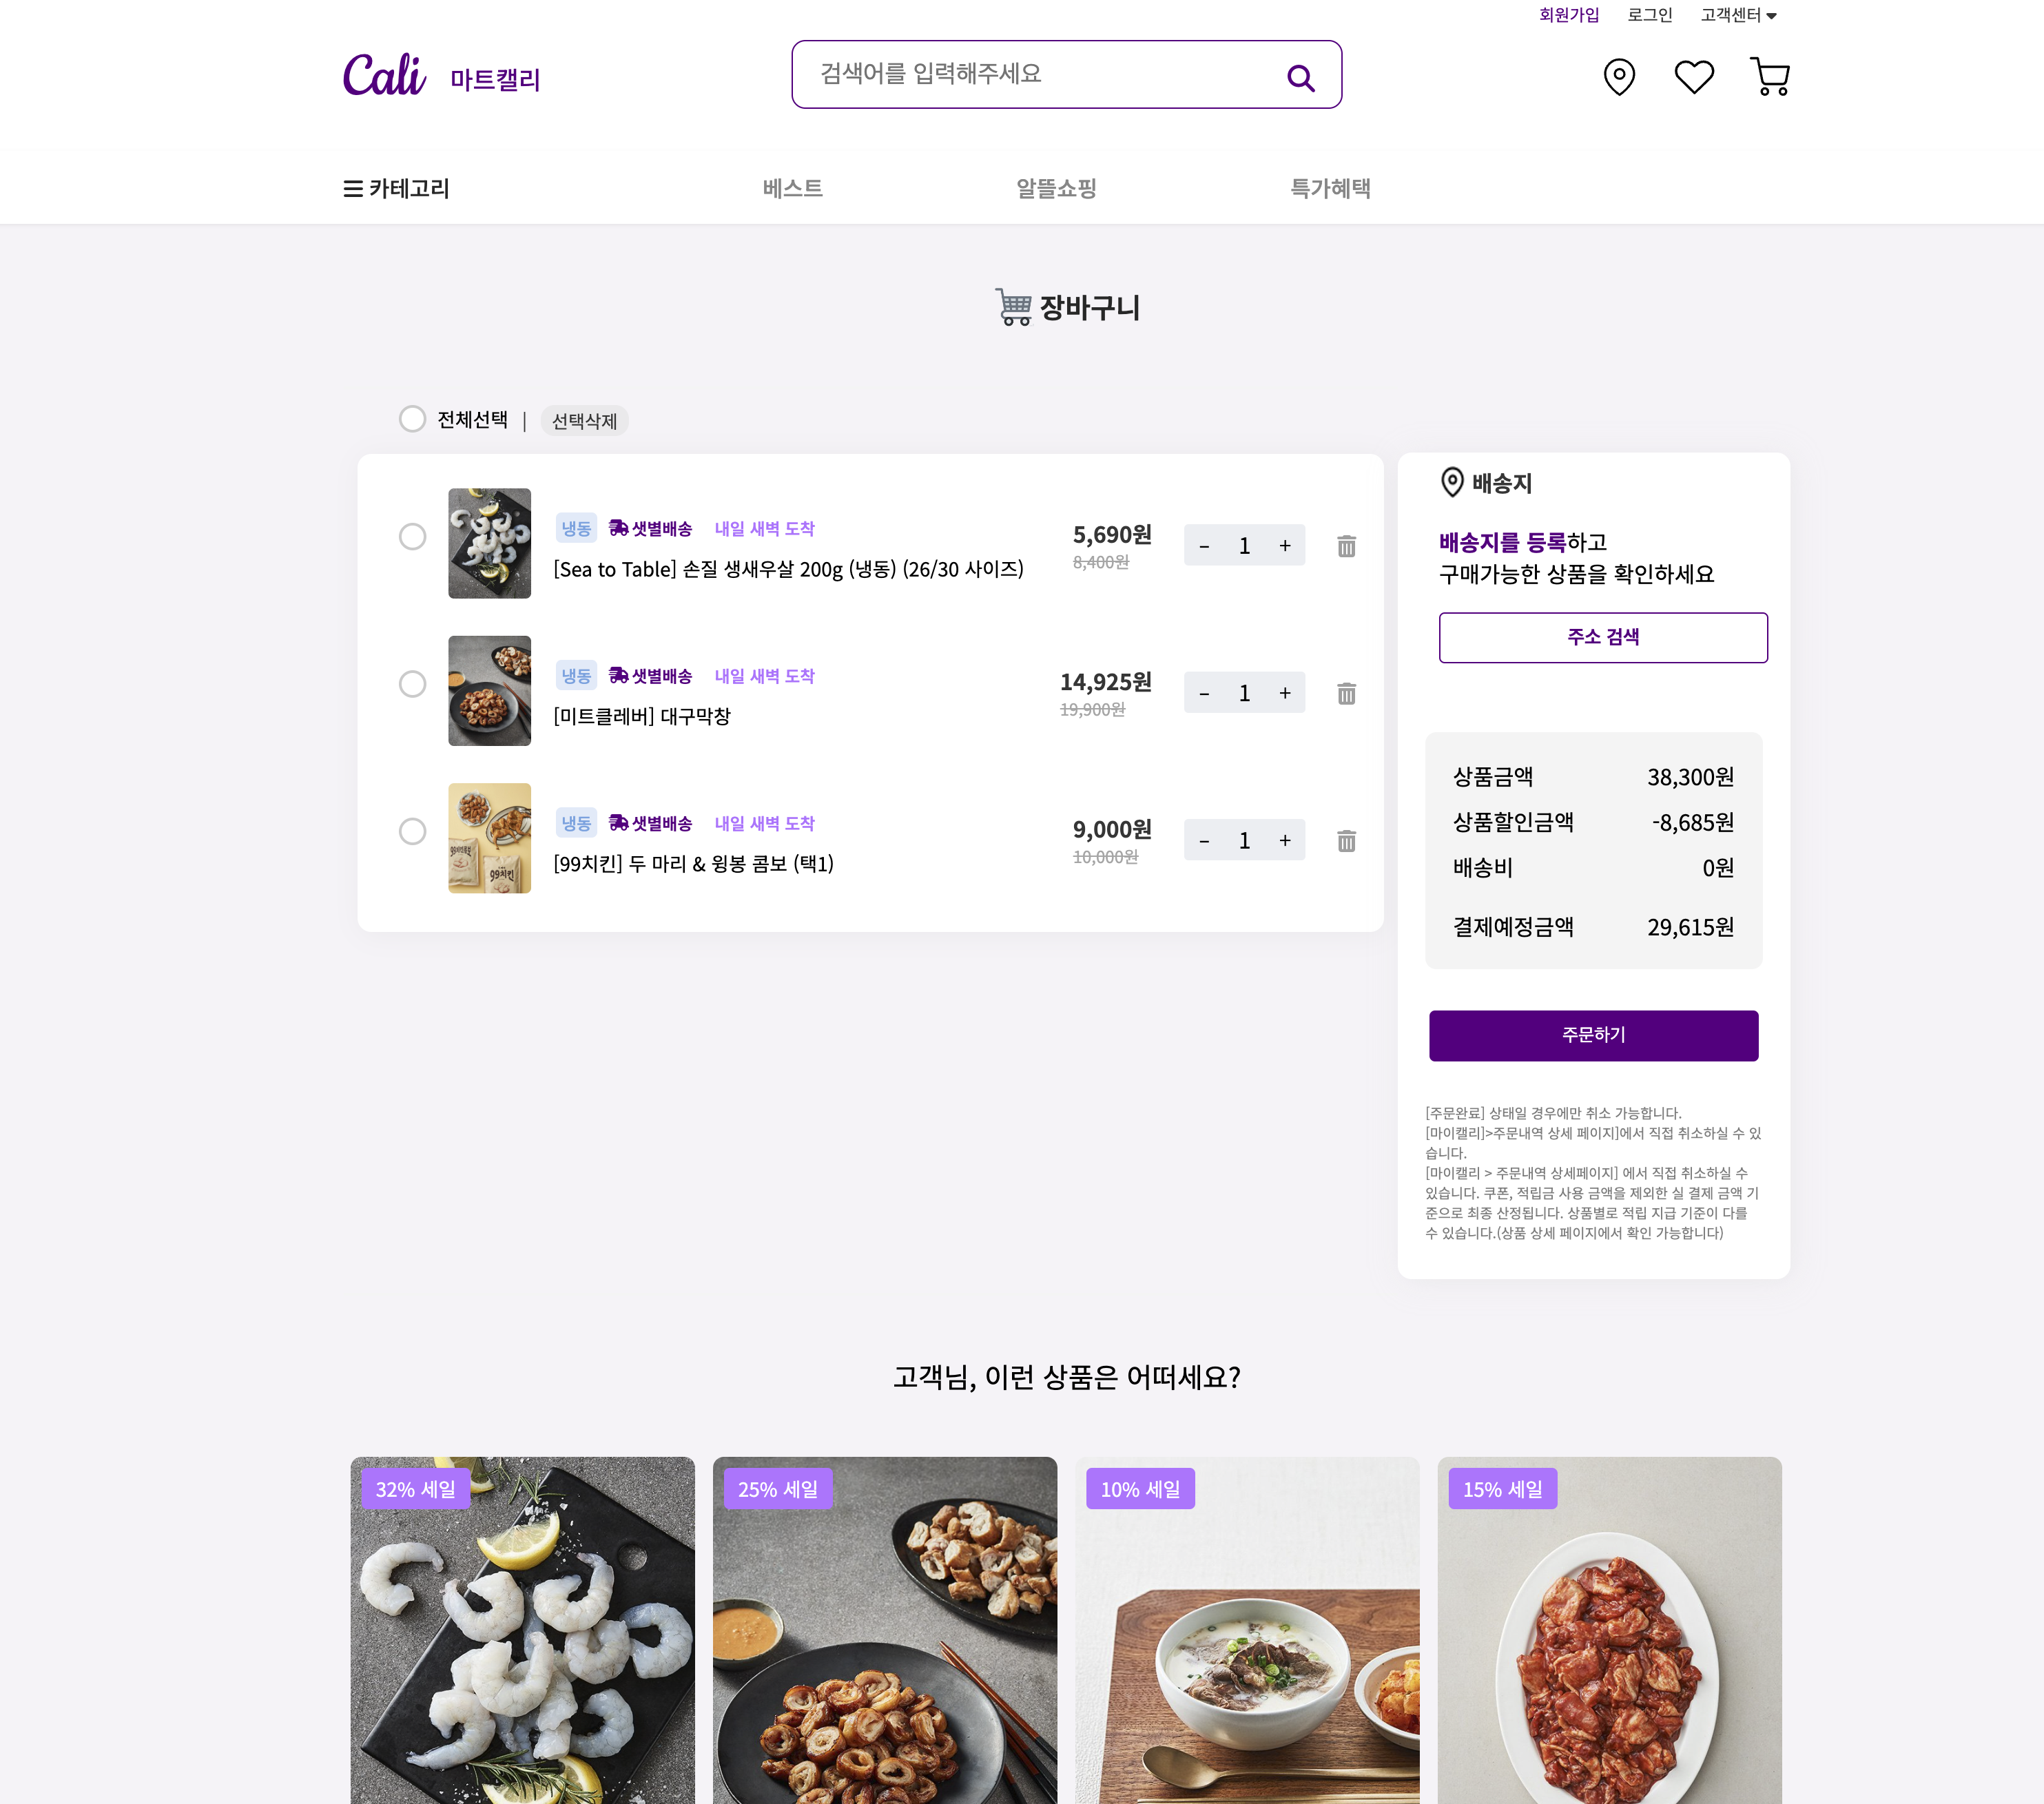 회원가입 로그인 고객센터
Cali 마트캘리
검색어를 입력해주세요
카테고리 베스트 알뜰쇼핑 특가혜택
장바구니
전체선택 | 선택삭제
냉동 샛별배송 내일 새벽 도착
[Sea to Table] 손질 생새우살 200g (냉동) (26/30 사이즈)
5,690원
8,400원
– 1 +
냉동 샛별배송 내일 새벽 도착
[미트클레버] 대구막창
14,925원
19,900원
– 1 +
99치킨
냉동 샛별배송 내일 새벽 도착
[99치킨] 두 마리 & 윙봉 콤보 (택1)
9,000원
10,000원
– 1 +
배송지
배송지를 등록하고
구매가능한 상품을 확인하세요
주소 검색
상품금액 38,300원
상품할인금액 -8,685원
배송비 0원
결제예정금액 29,615원
주문하기
[주문완료] 상태일 경우에만 취소 가능합니다.
[마이캘리]>주문내역 상세 페이지]에서 직접 취소하실 수 있
습니다.
[마이캘리 > 주문내역 상세페이지] 에서 직접 취소하실 수
있습니다. 쿠폰, 적립금 사용 금액을 제외한 실 결제 금액 기
준으로 최종 산정됩니다. 상품별로 적립 지급 기준이 다를
수 있습니다.(상품 상세 페이지에서 확인 가능합니다)
고객님, 이런 상품은 어떠세요?
32% 세일
25% 세일
10% 세일
15% 세일